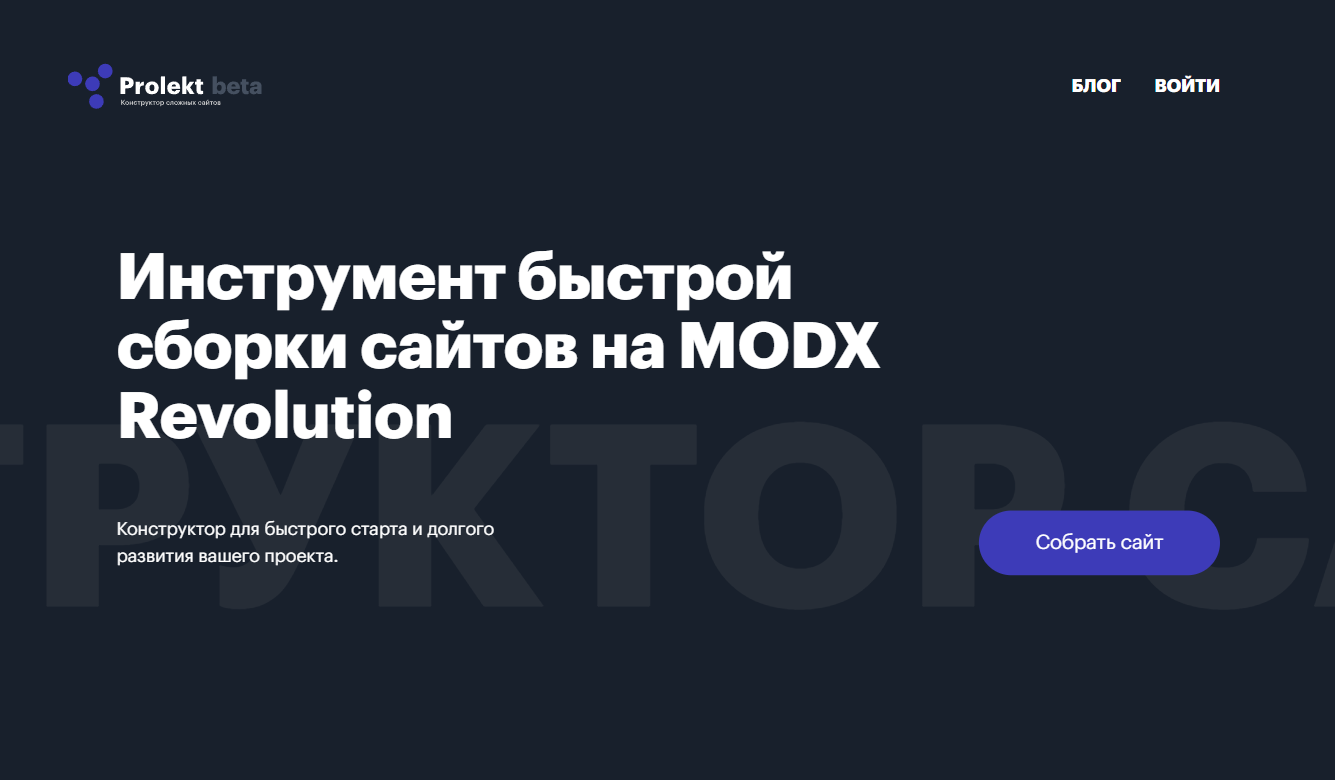 Prolekt beta
Конструктор сложных сайтов
БЛОГ ВОЙТИ
Инструмент быстрой
сборки сайтов на MODX
Revolution
ТРУКТОР СА
Конструктор для быстрого старта и долгого
развития вашего проекта.
Собрать сайт